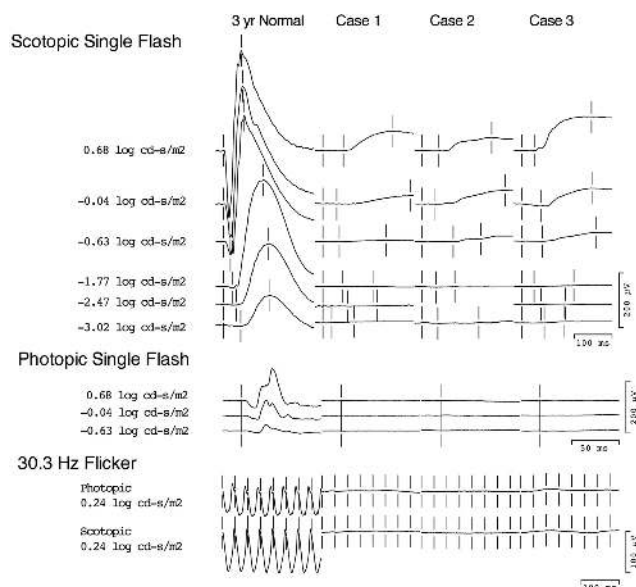 3 yr Normal Case 1 Case 2 Case 3
Scotopic Single Flash
0.68 log cd-s/m2
-0.04 log cd-s/m2
-0.63 log cd-s/m2
-1.77 log cd-s/m2
-2.47 log cd-s/m2
-3.02 log cd-s/m2
200 µV
100 ms
Photopic Single Flash
0.68 log cd-s/m2
-0.04 log cd-s/m2
-0.63 log cd-s/m2
200 µV
50 ms
30.3 Hz Flicker
Photopic
0.24 log cd-s/m2
Scotopic
0.24 log cd-s/m2
100 µV
100 ms